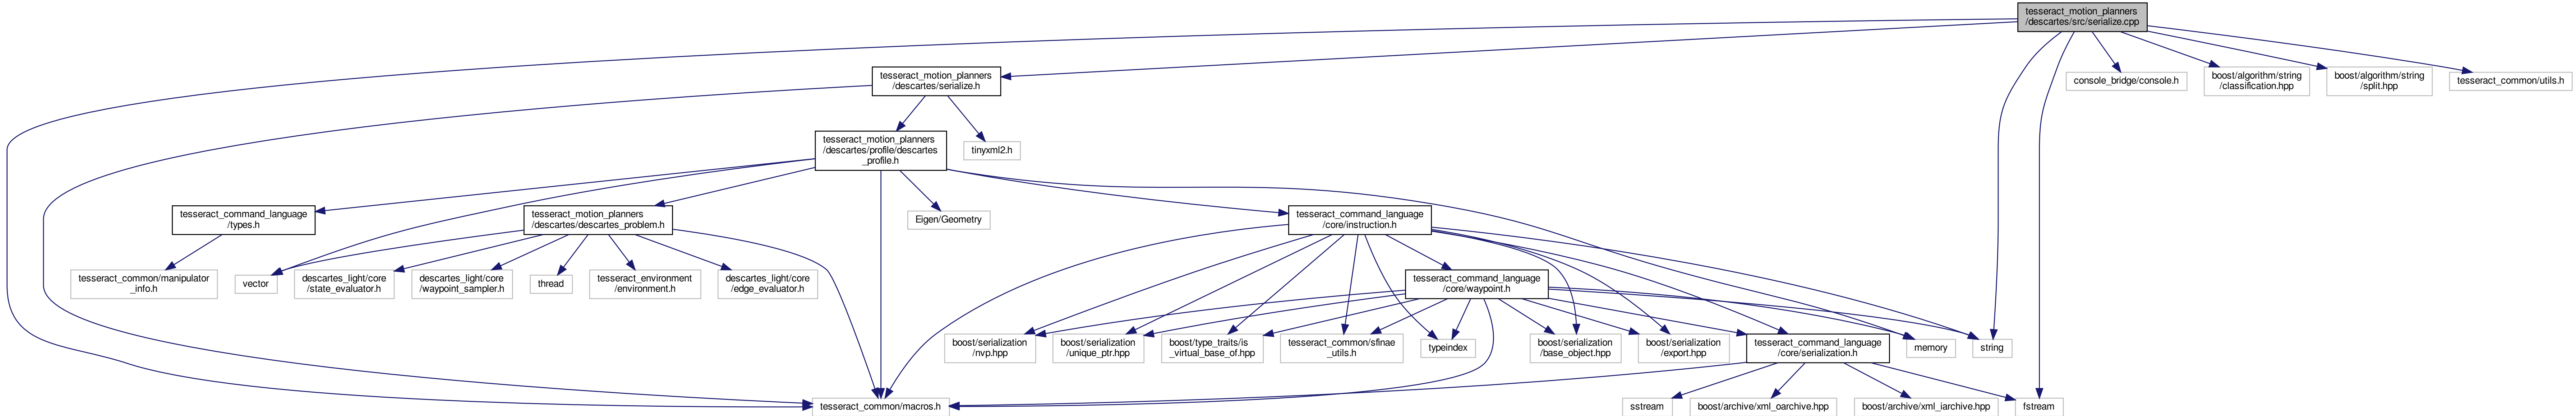 tesseract_motion_planners
/descartes/src/serialize.cpp
tesseract_motion_planners
/descartes/serialize.h
console_bridge/console.h
boost/algorithm/string
/classification.hpp
boost/algorithm/string
/split.hpp
tesseract_common/utils.h
tesseract_motion_planners
/descartes/profile/descartes
_profile.h
tinyxml2.h
tesseract_command_language
/types.h
tesseract_motion_planners
/descartes/descartes_problem.h
Eigen/Geometry
tesseract_command_language
/core/instruction.h
tesseract_common/manipulator
_info.h
vector
descartes_light/core
/state_evaluator.h
descartes_light/core
/waypoint_sampler.h
thread
tesseract_environment
/environment.h
descartes_light/core
/edge_evaluator.h
tesseract_command_language
/core/waypoint.h
boost/serialization
/nvp.hpp
boost/serialization
/unique_ptr.hpp
boost/type_traits/is
_virtual_base_of.hpp
tesseract_common/sfinae
_utils.h
typeindex
boost/serialization
/base_object.hpp
boost/serialization
/export.hpp
tesseract_command_language
/core/serialization.h
memory
string
tesseract_common/macros.h
sstream
boost/archive/xml_oarchive.hpp
boost/archive/xml_iarchive.hpp
fstream